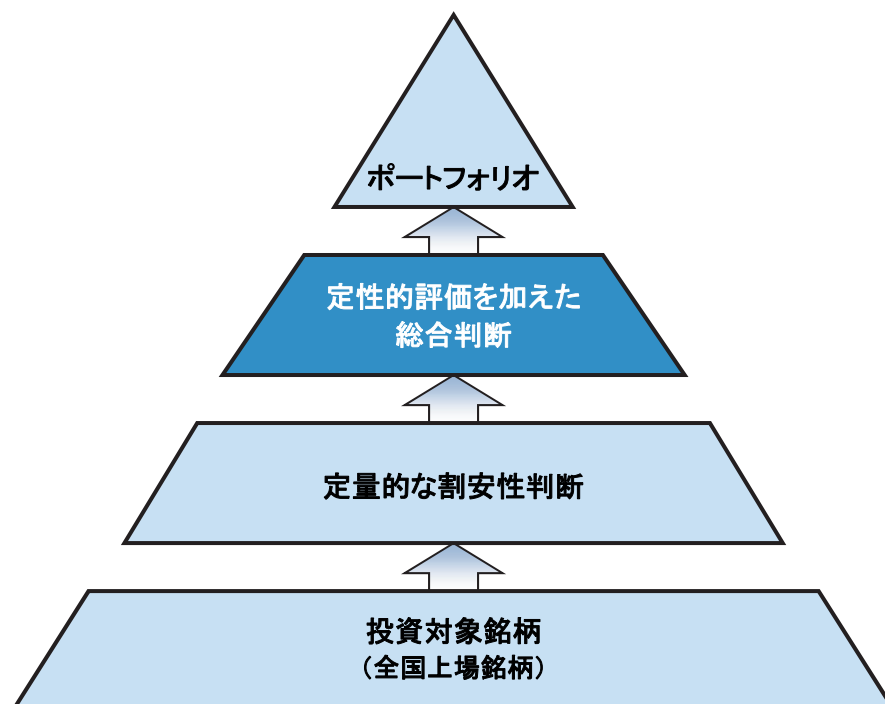 ポートフォリオ
定性的評価を加えた
総合判断
定量的な割安性判断
投資対象銘柄
（全国上場銘柄）